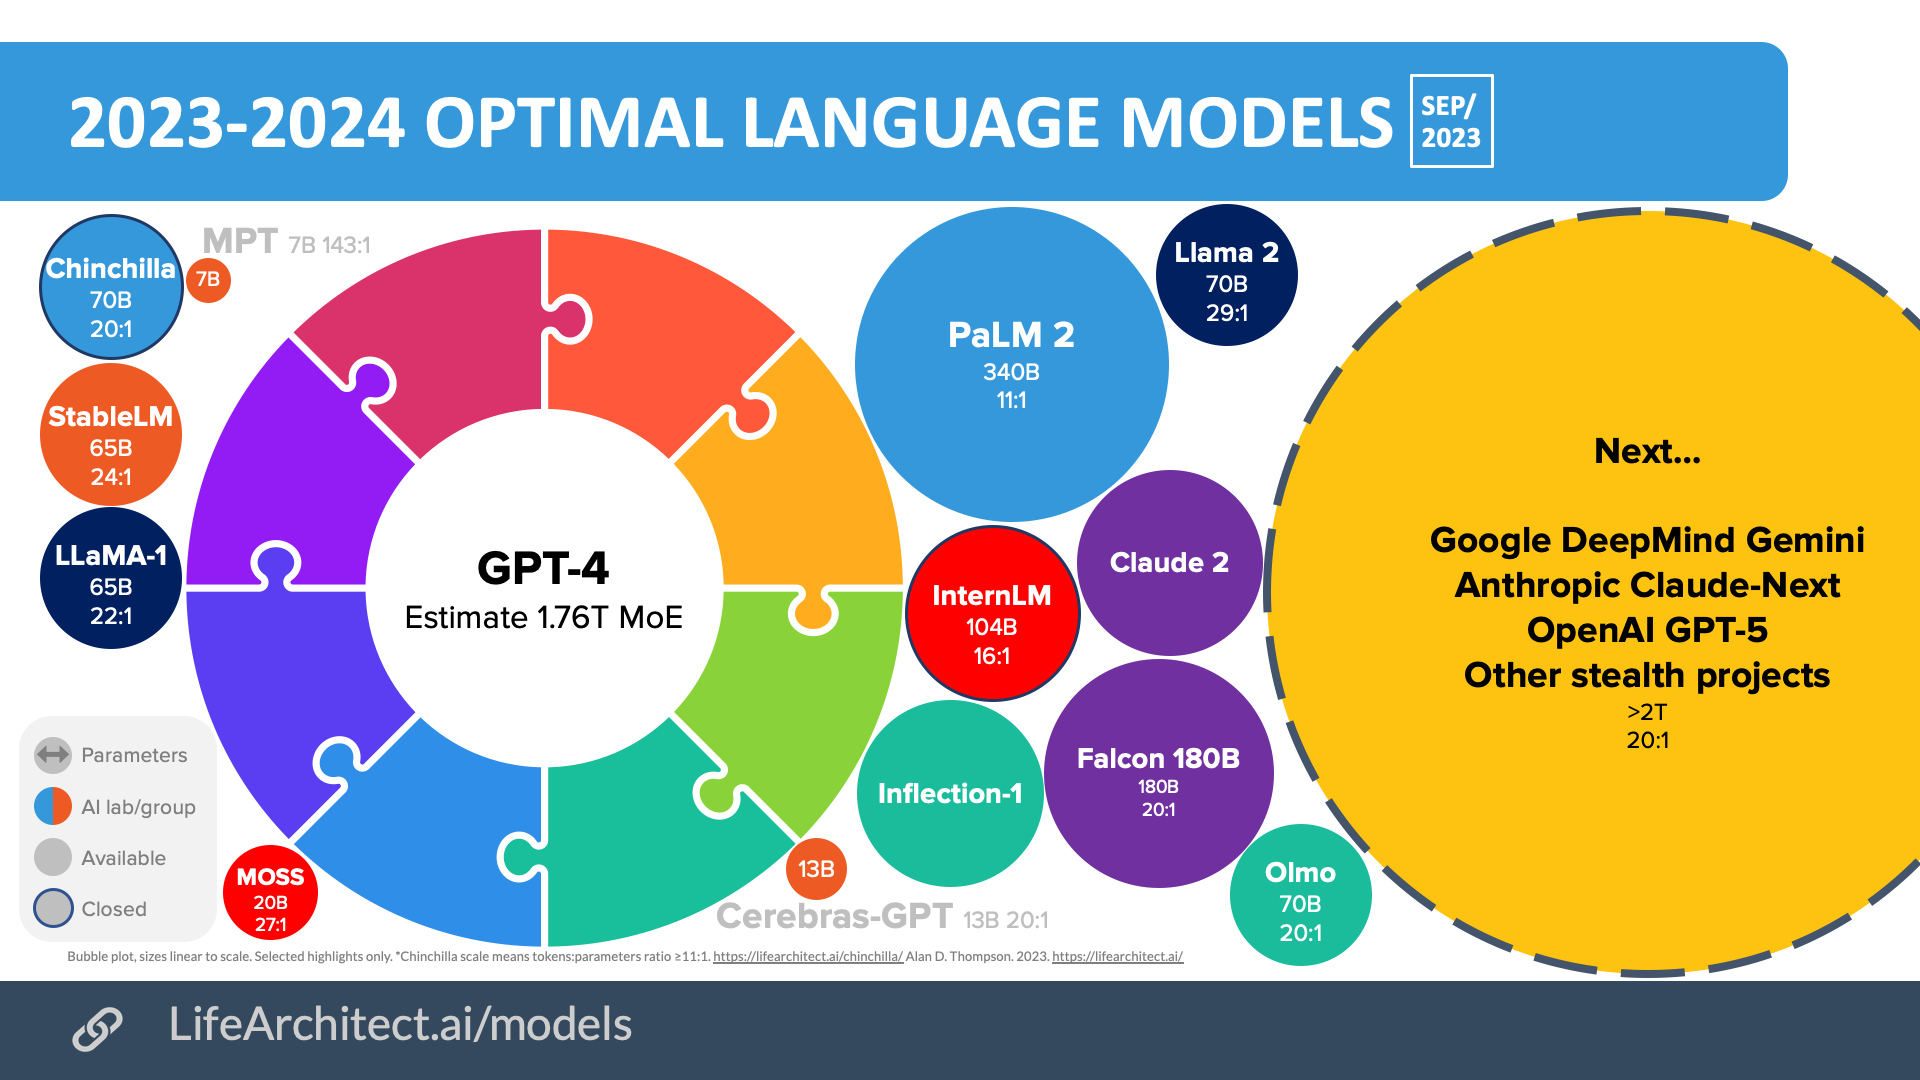 2023-2024 OPTIMAL LANGUAGE MODELS
SEP/
2023
Chinchilla
70B
20:1
MPT 7B 143:1
7B
StableLM
65B
24:1
LLaMA-1
65B
22:1
GPT-4
Estimate 1.76T MoE
PaLM 2
340B
11:1
Llama 2
70B
29:1
Claude 2
InternLM
104B
16:1
Inflection-1
Falcon 180B
180B
20:1
Olmo
70B
20:1
Next...
Google DeepMind Gemini
Anthropic Claude-Next
OpenAI GPT-5
Other stealth projects
>2T
20:1
Parameters
AI lab/group
Available
Closed
MOSS
20B
27:1
13B
Cerebras-GPT 13B 20:1
Bubble plot, sizes linear to scale. Selected highlights only. *Chinchilla scale means tokens:parameters ratio ≥11:1. https://lifearchitect.ai/chinchilla/ Alan D. Thompson. 2023. https://lifearchitect.ai/
LifeArchitect.ai/models